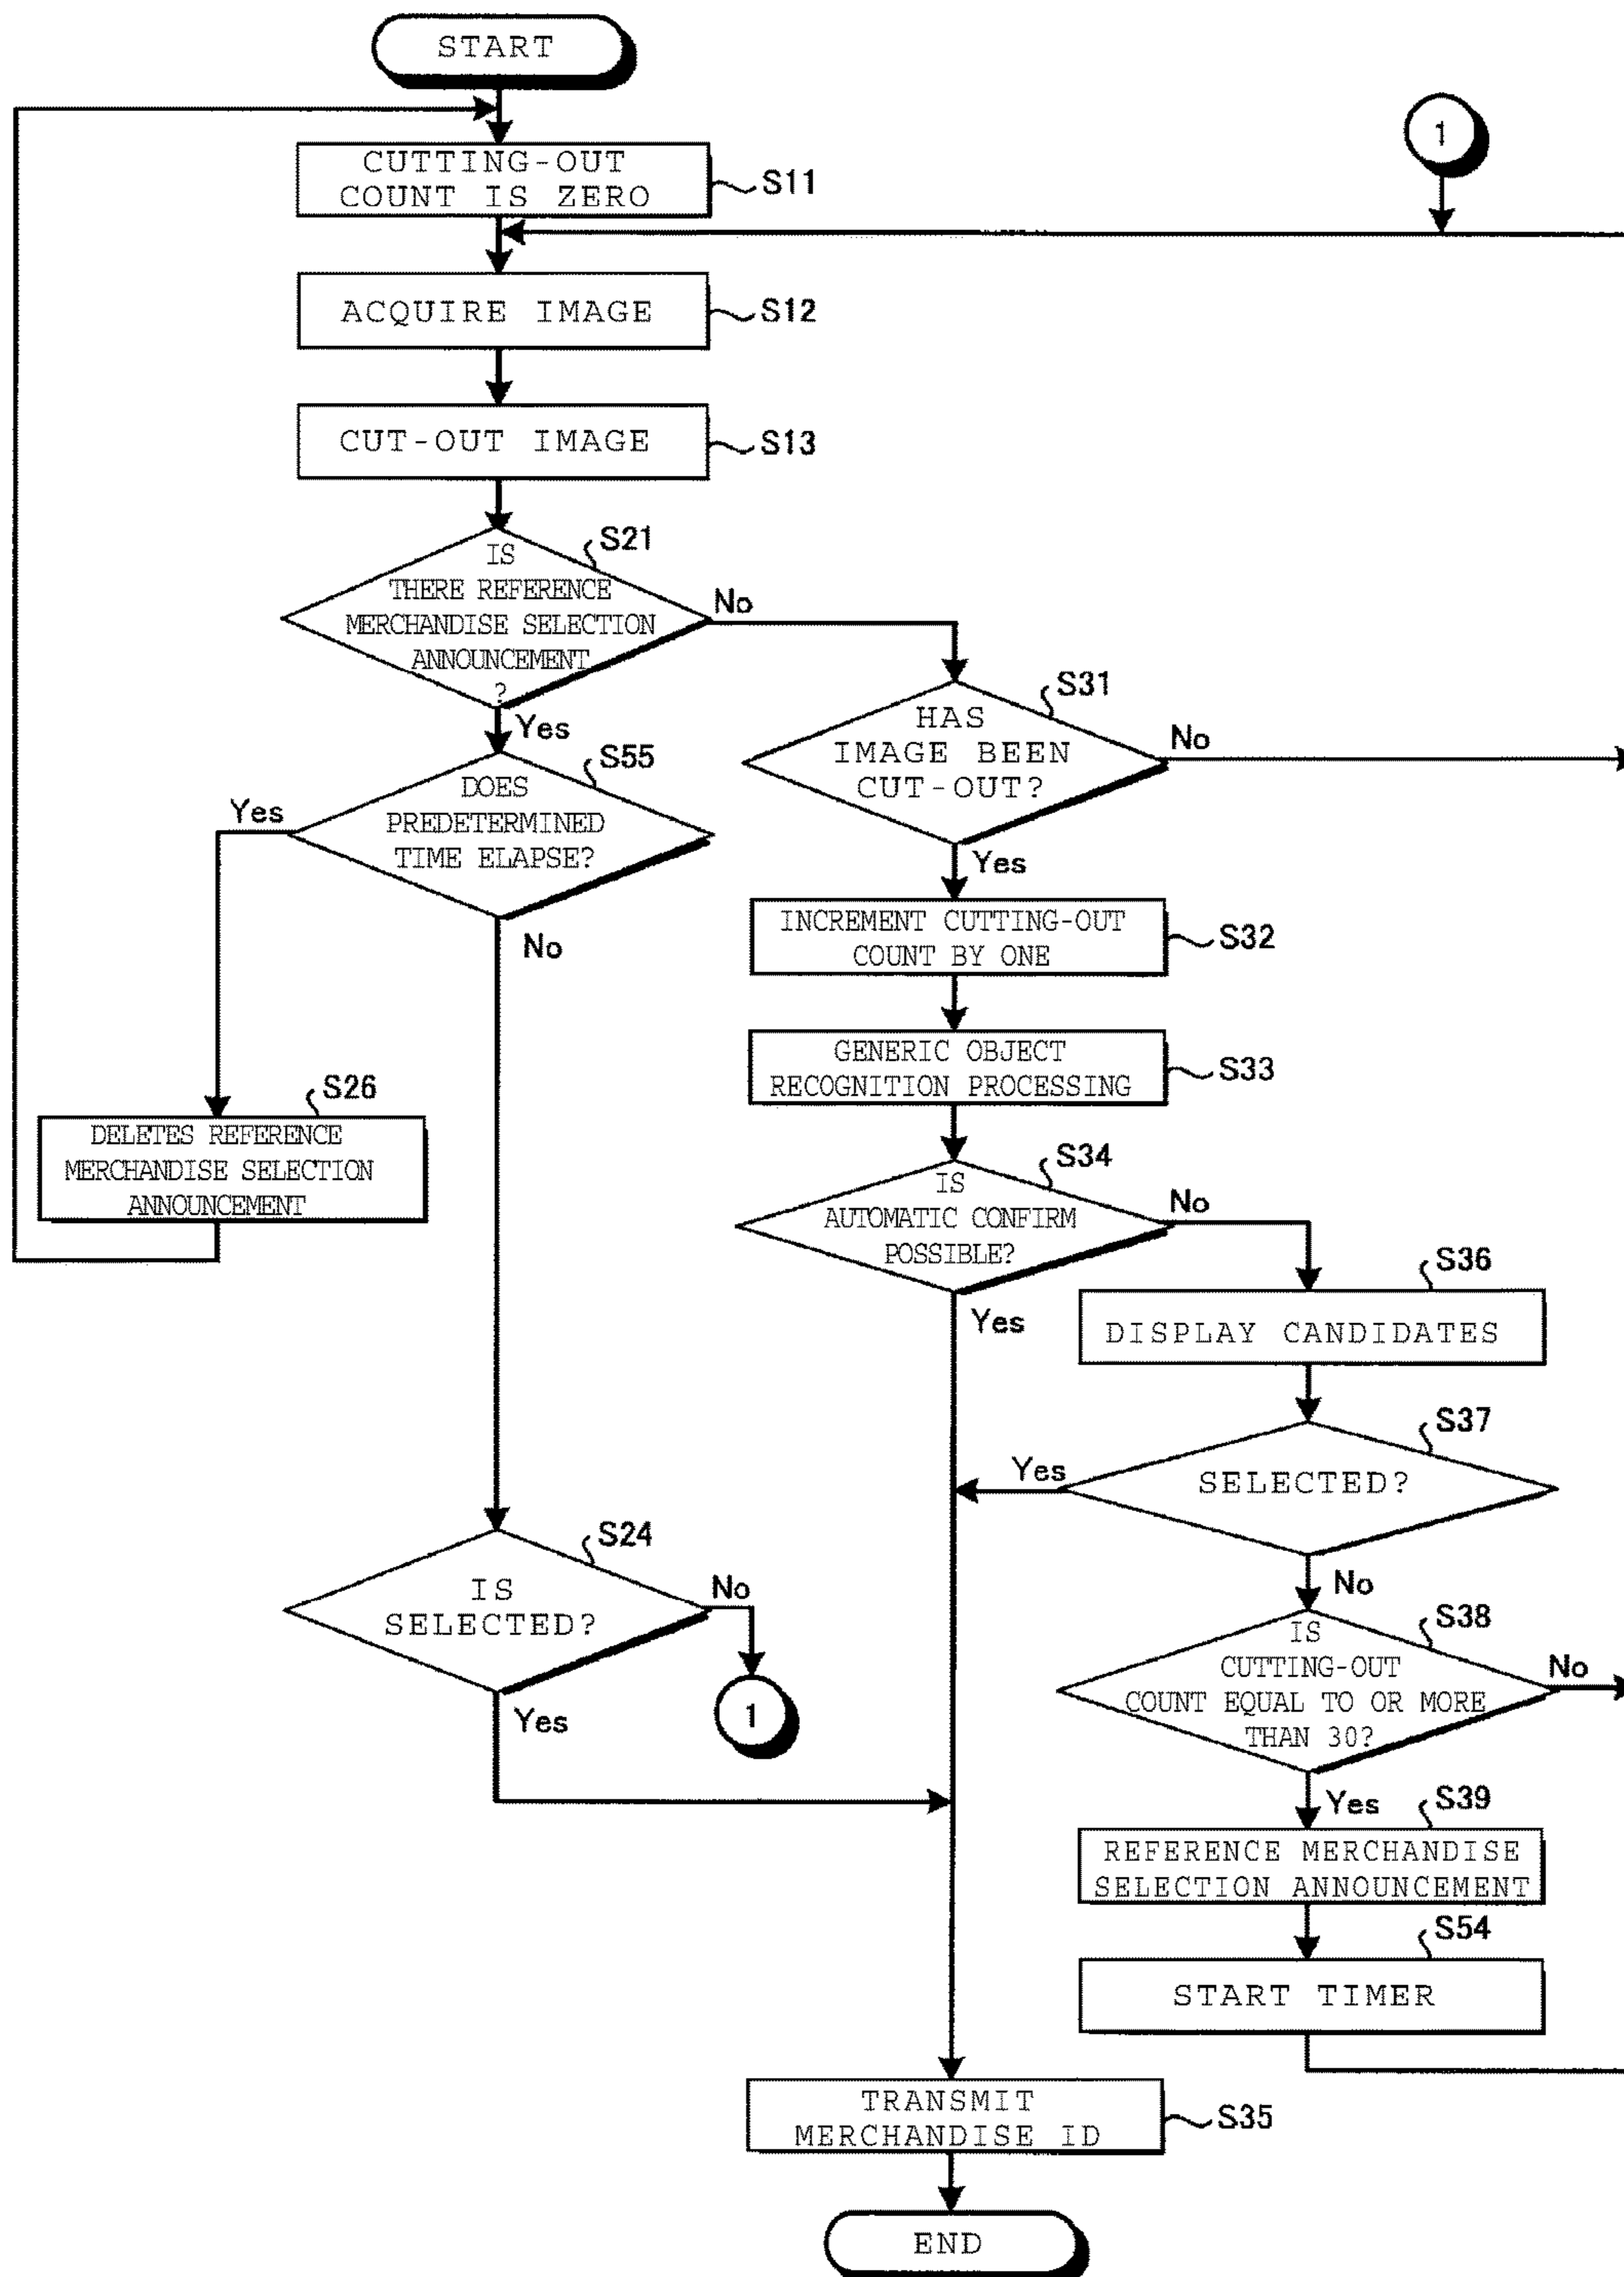 START
1
CUTTING-OUT
COUNT IS ZERO
S11
ACQUIRE IMAGE
S12
CUT-OUT IMAGE
S13
S21
IS
THERE REFERENCE
MERCHANDISE SELECTION
ANNOUNCEMENT
?
No
Yes
S31
HAS
IMAGE BEEN
CUT-OUT?
No
Yes
S55
DOES
PREDETERMINED
TIME ELAPSE?
Yes
No
INCREMENT CUTTING-OUT
COUNT BY ONE
S32
GENERIC OBJECT
RECOGNITION PROCESSING
S33
S26
DELETES REFERENCE
MERCHANDISE SELECTION
ANNOUNCEMENT
S34
IS
AUTOMATIC CONFIRM
POSSIBLE?
No
Yes
S36
DISPLAY CANDIDATES
S37
SELECTED?
Yes
No
S24
IS
SELECTED?
No
1
Yes
S38
IS
CUTTING-OUT
COUNT EQUAL TO OR MORE
THAN 30?
No
Yes
S39
REFERENCE MERCHANDISE
SELECTION ANNOUNCEMENT
S54
START TIMER
TRANSMIT
MERCHANDISE ID
S35
END